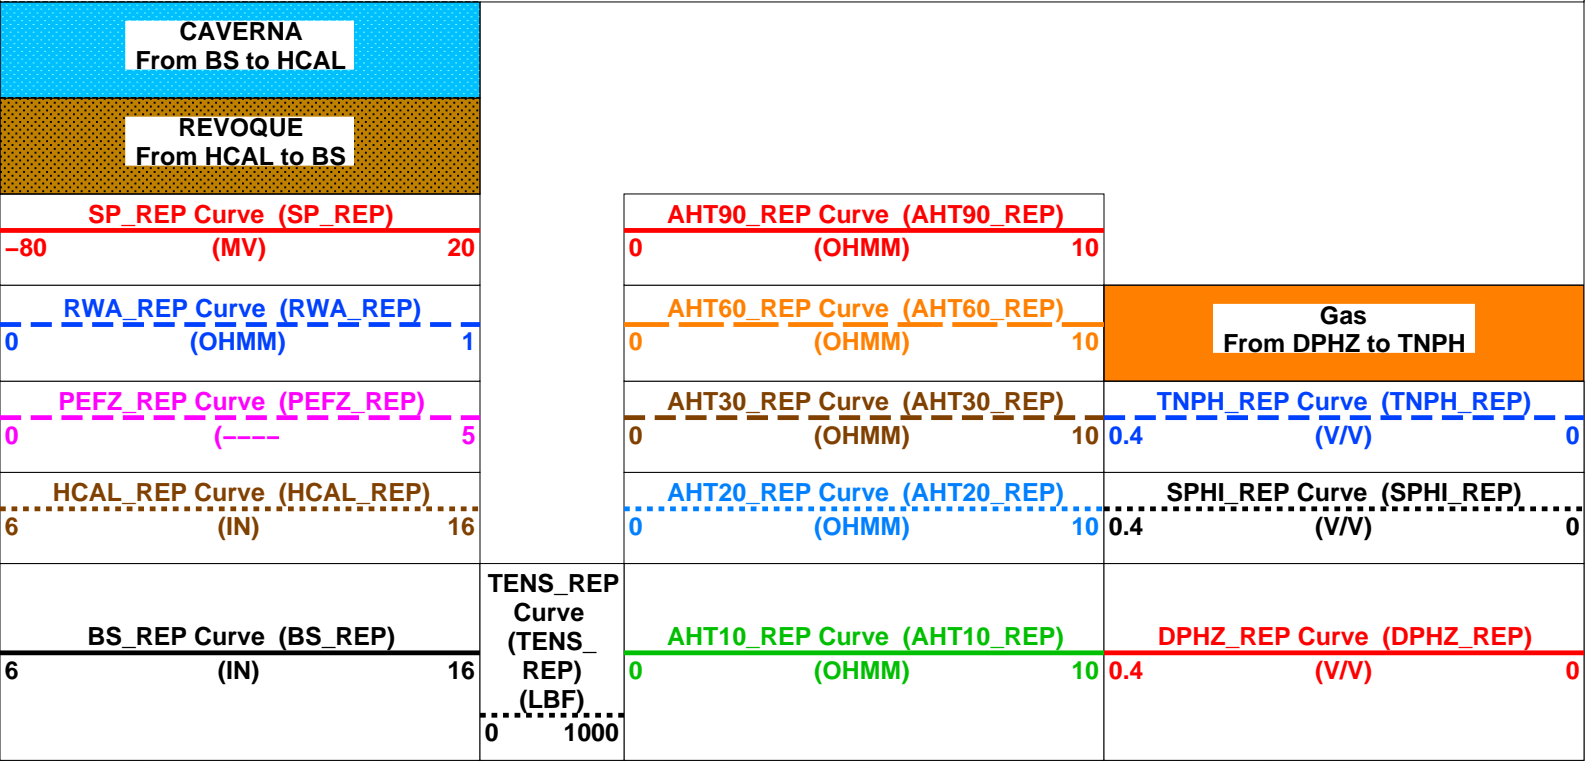 CAVERNA
From BS to HCAL
REVOQUE
From HCAL to BS
SP_REP Curve (SP_REP)
−80 (MV) 20
AHT90_REP Curve (AHT90_REP)
0 (OHMM) 10
RWA_REP Curve (RWA_REP)
0 (OHMM) 1
AHT60_REP Curve (AHT60_REP)
0 (OHMM) 10
Gas
From DPHZ to TNPH
PEFZ_REP Curve (PEFZ_REP)
0 (−−−− 5
AHT30_REP Curve (AHT30_REP)
0 (OHMM) 10
TNPH_REP Curve (TNPH_REP)
0.4 (V/V) 0
HCAL_REP Curve (HCAL_REP)
6 (IN) 16
AHT20_REP Curve (AHT20_REP)
0 (OHMM) 10
SPHI_REP Curve (SPHI_REP)
0.4 (V/V) 0
BS_REP Curve (BS_REP)
6 (IN) 16
TENS_REP
Curve
(TENS_
REP)
(LBF)
0 1000
AHT10_REP Curve (AHT10_REP)
0 (OHMM) 10
DPHZ_REP Curve (DPHZ_REP)
0.4 (V/V) 0